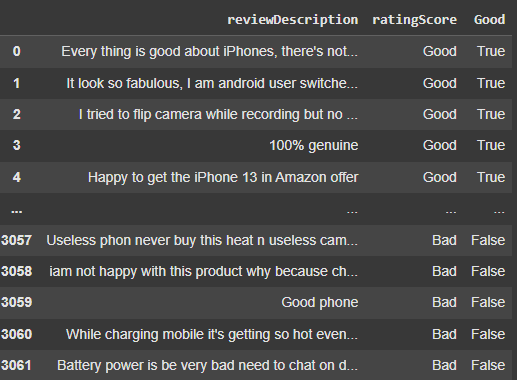 reviewDescription ratingScore Good
0 Every thing is good about iPhones, there's not... Good True
1 It look so fabulous, I am android user switche... Good True
2 I tried to flip camera while recording but no ... Good True
3 100% genuine Good True
4 Happy to get the iPhone 13 in Amazon offer Good True
... ... ... ...
3057 Useless phon never buy this heat n useless cam... Bad False
3058 iam not happy with this product why because ch... Bad False
3059 Good phone Bad False
3060 While charging mobile it's getting so hot even... Bad False
3061 Battery power is be very bad need to chat on d... Bad False